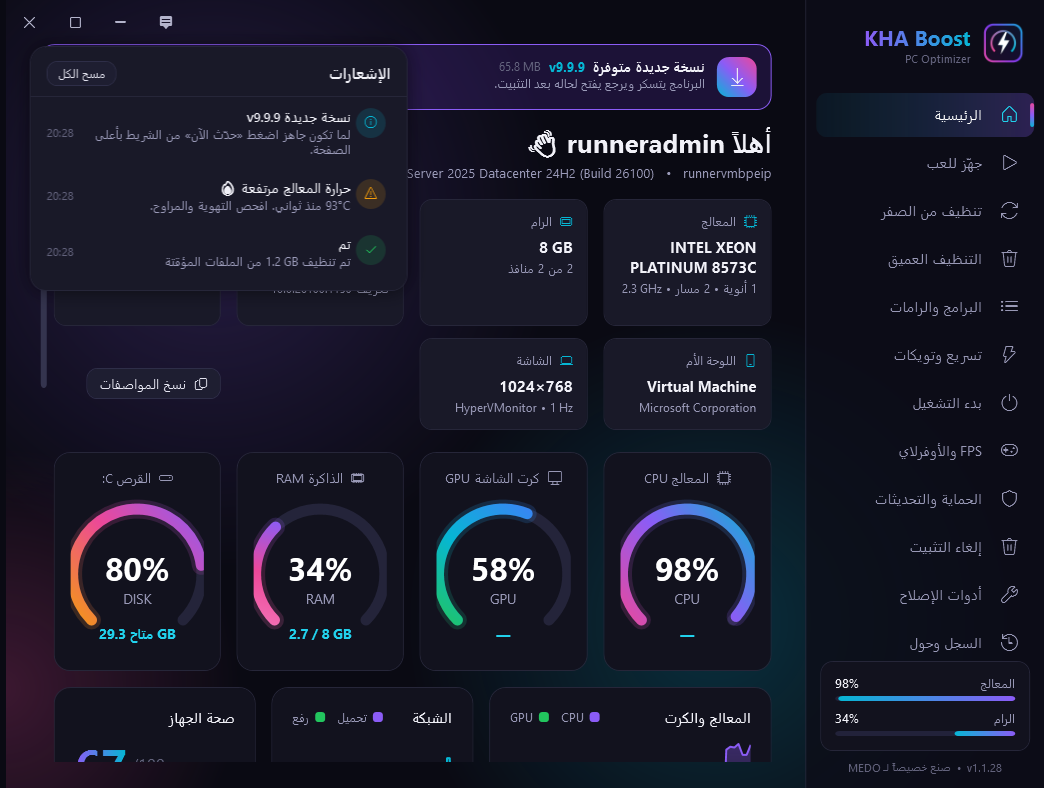 KHA Boost
PC Optimizer
الرئيسية
جهّز للعب
تنظيف من الصفر
التنظيف العميق
البرامج والرامات
تسريع وتويكات
بدء التشغيل
FPS والأوفرلاي
الحماية والتحديثات
إلغاء التثبيت
أدوات الإصلاح
السجل وحول
المعالج 98%
الرام 34%
v1.1.28 • صنع خصيصاً لـ MEDO
نسخة جديدة متوفرة v9.9.9 65.8 MB
البرنامج يتسكر ويرجع يفتح لحاله بعد التثبيت.
الإشعارات
مسح الكل
نسخة جديدة v9.9.9
لما تكون جاهز اضغط «حدّث الآن» من الشريط بأعلى
الصفحة.
20:28
حرارة المعالج مرتفعة
93°C منذ ثواني. افحص التهوية والمراوح.
20:28
تم
تم تنظيف 1.2 GB من الملفات المؤقتة
20:28
أهلاً runneradmin
runnervmbpeip • Server 2025 Datacenter 24H2 (Build 26100)
المعالج
INTEL XEON
PLATINUM 8573C
1 أنوية • 2 مسار • 2.3 GHz
الرام
8 GB
2 من 2 منافذ
اللوحة الأم
Virtual Machine
Microsoft Corporation
الشاشة
1024×768
HyperVMonitor • 1 Hz
نسخ المواصفات
المعالج CPU
98%
CPU
—
كرت الشاشة GPU
58%
GPU
—
الذاكرة RAM
34%
RAM
2.7 / 8 GB
القرص C:
80%
DISK
29.3 GB متاح
المعالج والكرت
CPU
GPU
الشبكة
تحميل
رفع
صحة الجهاز